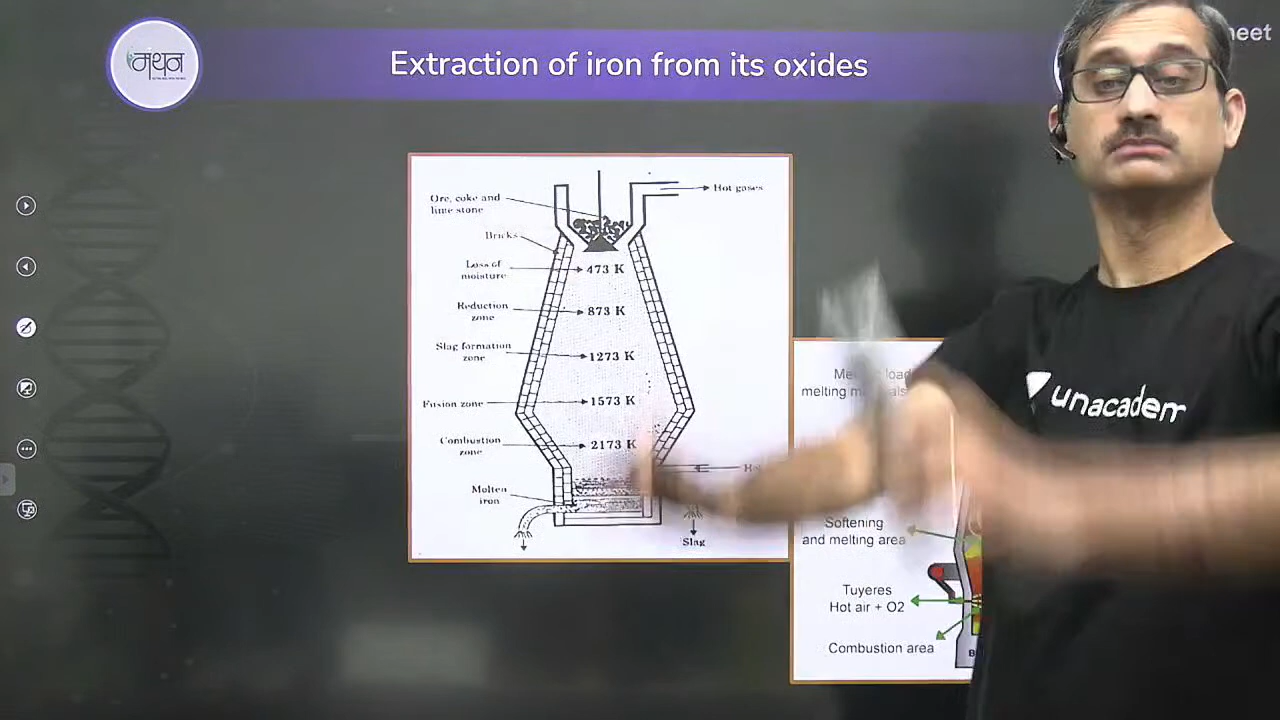 मंथन
Extraction of iron from its oxides
Ore, coke and
lime stone
Hot gases
Bricks
Loss of
moisture
473 K
Reduction
zone
873 K
Slag formation
zone
1273 K
Fusion zone
1573 K
Combustion
zone
2173 K
Molten
iron
Slag
Softening
and melting area
Tuyeres
Hot air + O2
Combustion area
unacadem